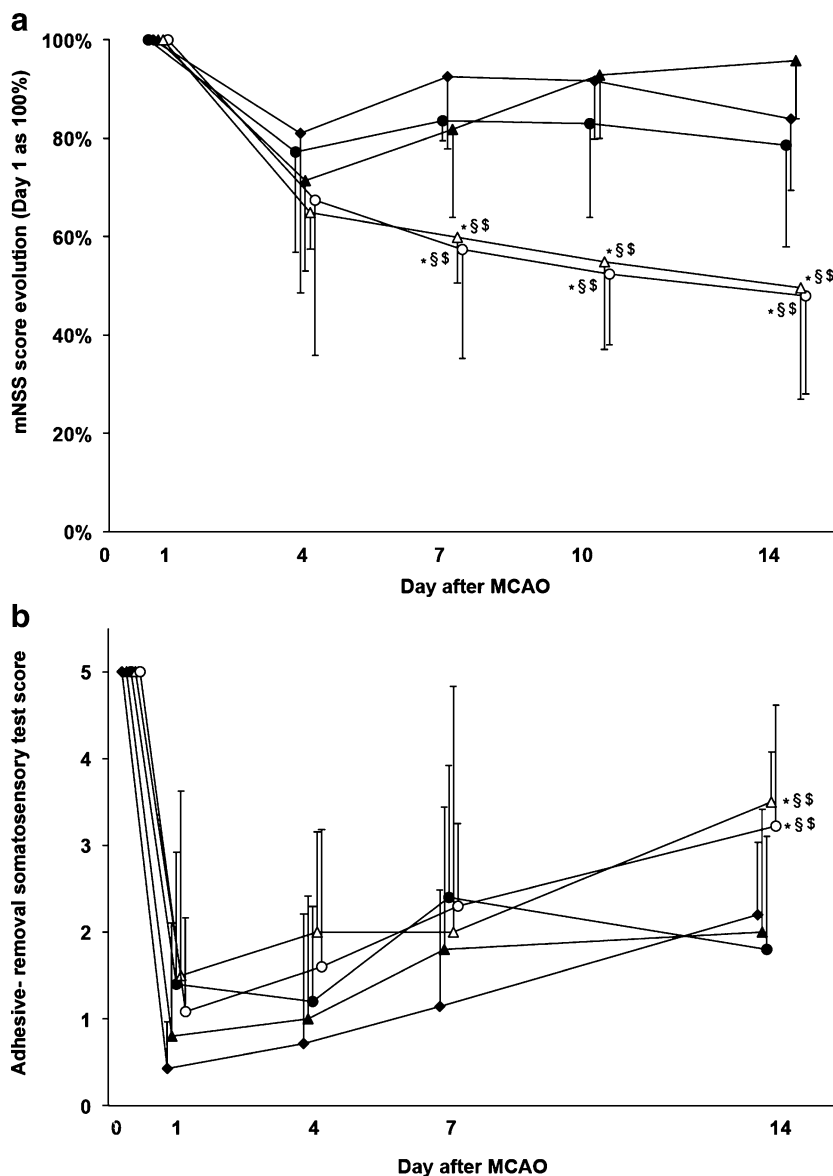 a
mNSS score evolution (Day 1 as 100%)
100%
80%
60%
40%
20%
0%
*§$
*§$
*§$
*§$
*§$
*§$
0 1 4 7 10 14
Day after MCAO
b
Adhesive- removal somatosensory test score
5
4
3
2
1
0
*§$
*§$
0 1 4 7 14
Day after MCAO